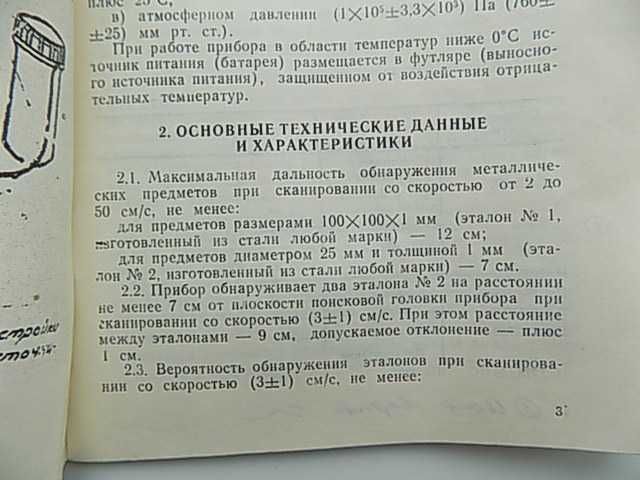 плюс 25°С,
в) атмосферном давлении (1×10⁵±3,3×10³) Па (760±
±25) мм рт. ст.).
При работе прибора в области температур ниже 0°С ис-
точник питания (батарея) размещается в футляре (выносно-
го источника питания), защищенном от воздействия отрица-
тельных температур.
2. ОСНОВНЫЕ ТЕХНИЧЕСКИЕ ДАННЫЕ
И ХАРАКТЕРИСТИКИ
2.1. Максимальная дальность обнаружения металличе-
ских предметов при сканировании со скоростью от 2 до
50 см/с, не менее:
для предметов размерами 100×100×1 мм (эталон № 1,
изготовленный из стали любой марки) — 12 см;
для предметов диаметром 25 мм и толщиной 1 мм (эта-
лон № 2, изготовленный из стали любой марки) — 7 см.
2.2. Прибор обнаруживает два эталона № 2 на расстоянии
не менее 7 см от плоскости поисковой головки прибора при
сканировании со скоростью (3±1) см/с. При этом расстояние
между эталонами — 9 см, допускаемое отклонение — плюс
1 см.
2.3. Вероятность обнаружения эталонов при сканирова-
нии со скоростью (3±1) см/с, не менее:
3